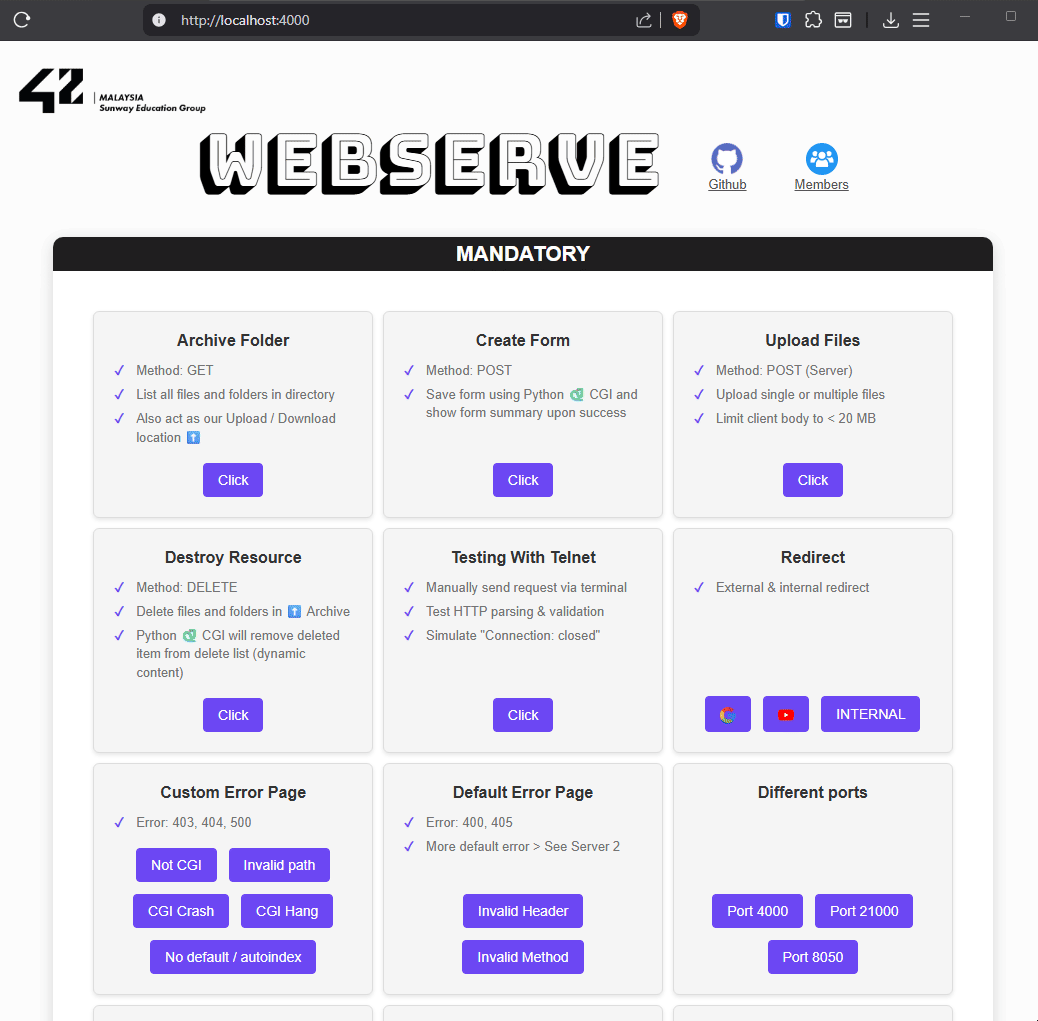 http://localhost:4000
42
MALAYSIA
Sunway Education Group
WEBSERVE
Github
Members
MANDATORY
Archive Folder
✓ Method: GET
✓ List all files and folders in directory
✓ Also act as our Upload / Download
location ⬆️
Click
Create Form
✓ Method: POST
✓ Save form using Python CGI and
show form summary upon success
Click
Upload Files
✓ Method: POST (Server)
✓ Upload single or multiple files
✓ Limit client body to < 20 MB
Click
Destroy Resource
✓ Method: DELETE
✓ Delete files and folders in ⬆️ Archive
✓ Python CGI will remove deleted
item from delete list (dynamic
content)
Click
Testing With Telnet
✓ Manually send request via terminal
✓ Test HTTP parsing & validation
✓ Simulate "Connection: closed"
Click
Redirect
✓ External & internal redirect
INTERNAL
Custom Error Page
✓ Error: 403, 404, 500
Not CGI
Invalid path
CGI Crash
CGI Hang
No default / autoindex
Default Error Page
✓ Error: 400, 405
✓ More default error > See Server 2
Invalid Header
Invalid Method
Different ports
Port 4000
Port 21000
Port 8050